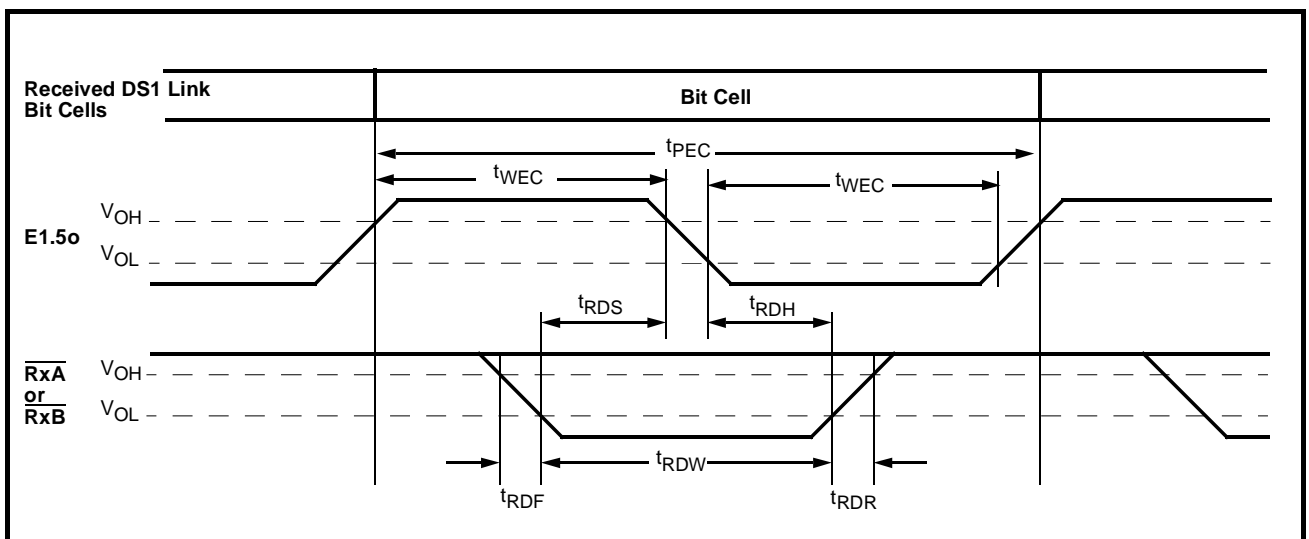 Received DS1 Link
Bit Cells
Bit Cell
tPEC
tWEC
tWEC
E1.5o
VOH
VOL
tRDS
tRDH
RxA
or
RxB
VOH
VOL
tRDW
tRDF
tRDR